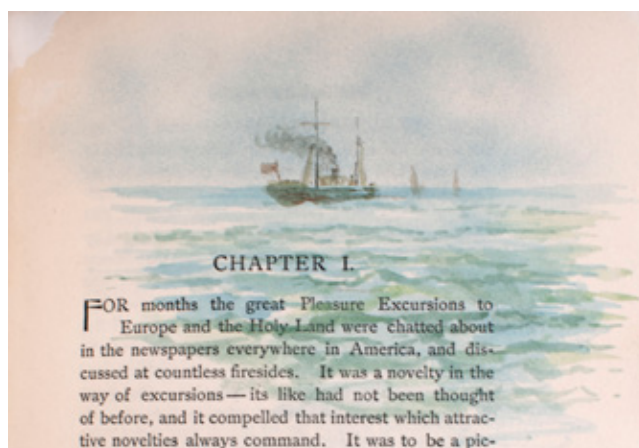 CHAPTER I.
FOR months the great Pleasure Excursions to
Europe and the Holy Land were chatted about
in the newspapers everywhere in America, and dis-
cussed at countless firesides. It was a novelty in the
way of excursions—its like had not been thought
of before, and it compelled that interest which attrac-
tive novelties always command. It was to be a pic-